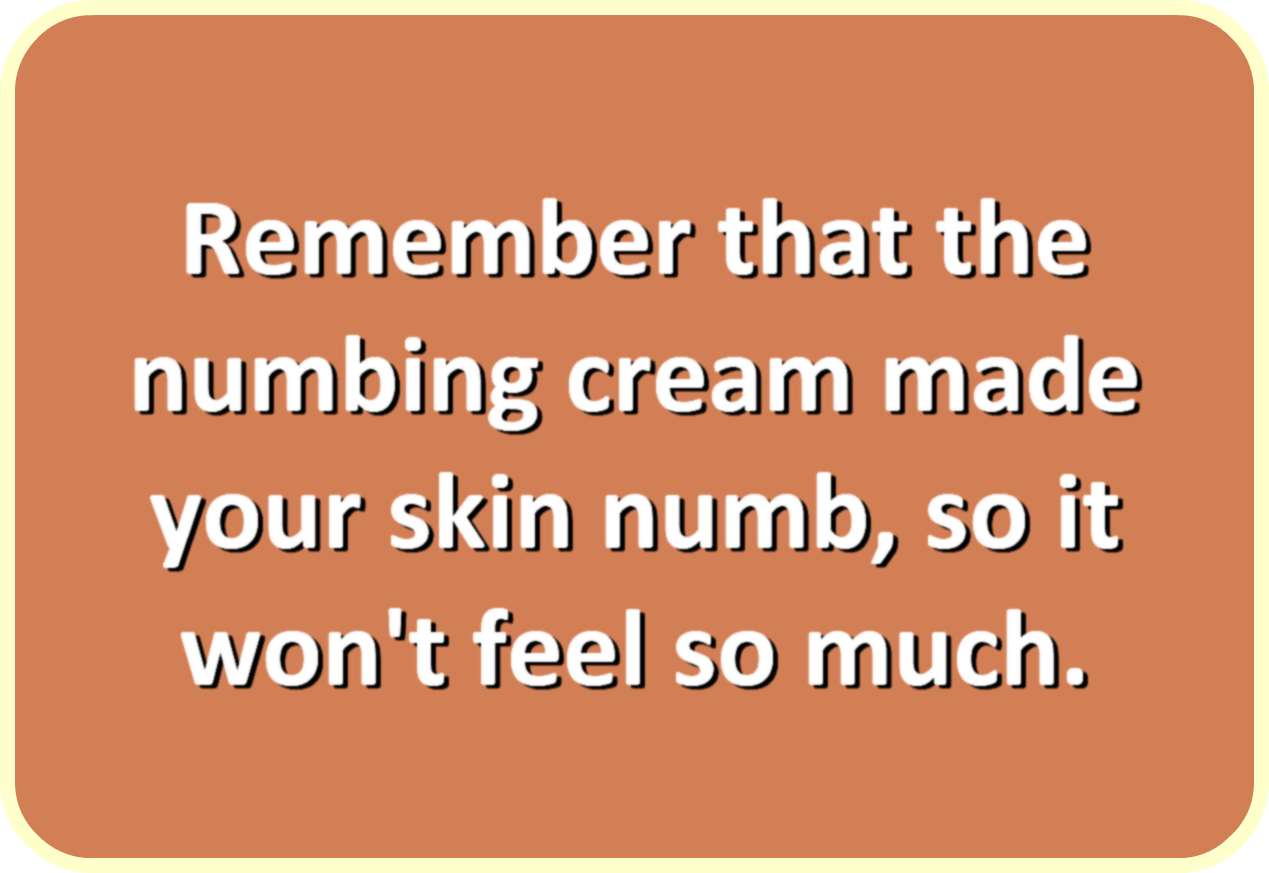 Remember that the
numbing cream made
your skin numb, so it
won't feel so much.